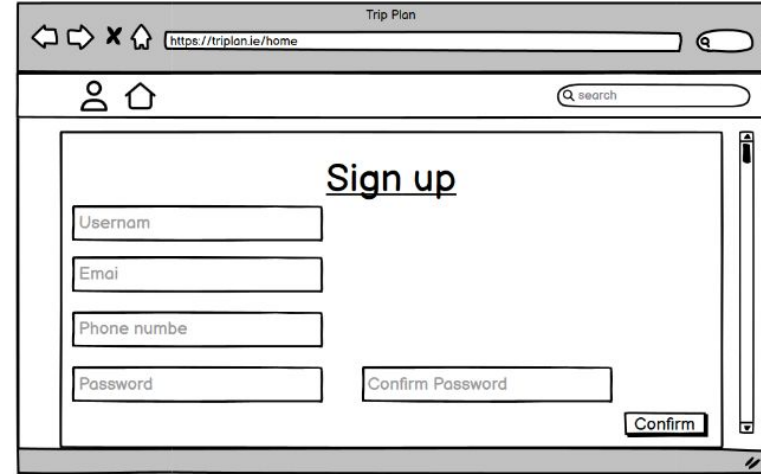 Trip Plan
https://triplan.ie/home
search
Sign up
Usernam
Emai
Phone numbe
Password
Confirm Password
Confirm